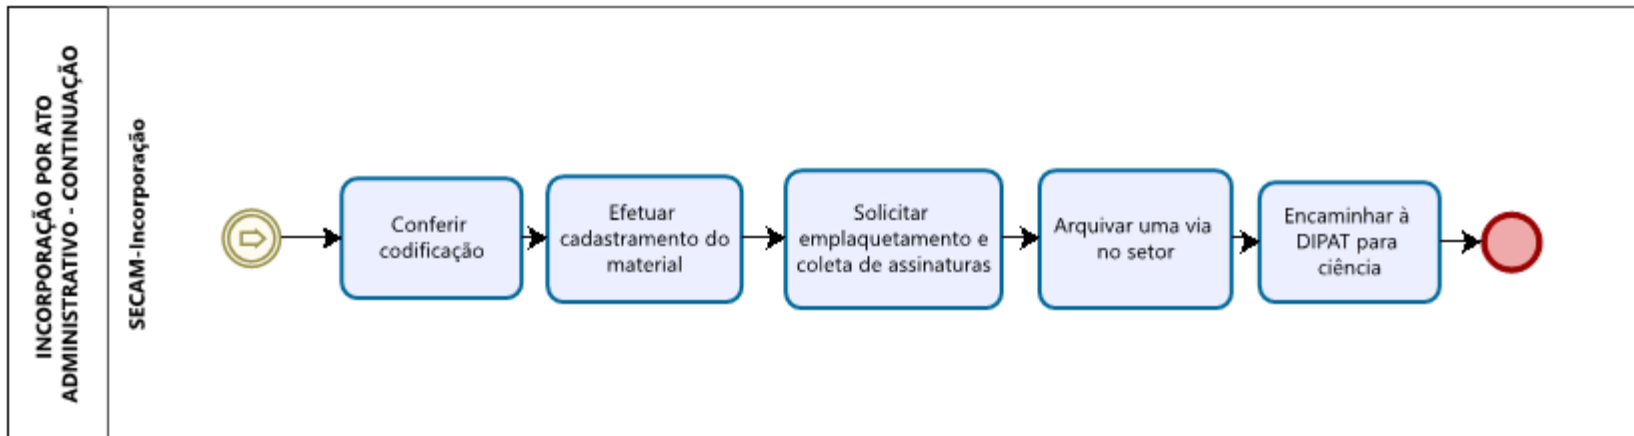 INCORPORAÇÃO POR ATO
ADMINISTRATIVO - CONTINUAÇÃO
SECAM-Incorporação
Conferir
codificação
Efetuar
cadastramento do
material
Solicitar
emplaquetamento e
coleta de assinaturas
Arquivar uma via
no setor
Encaminhar à
DIPAT para
ciência